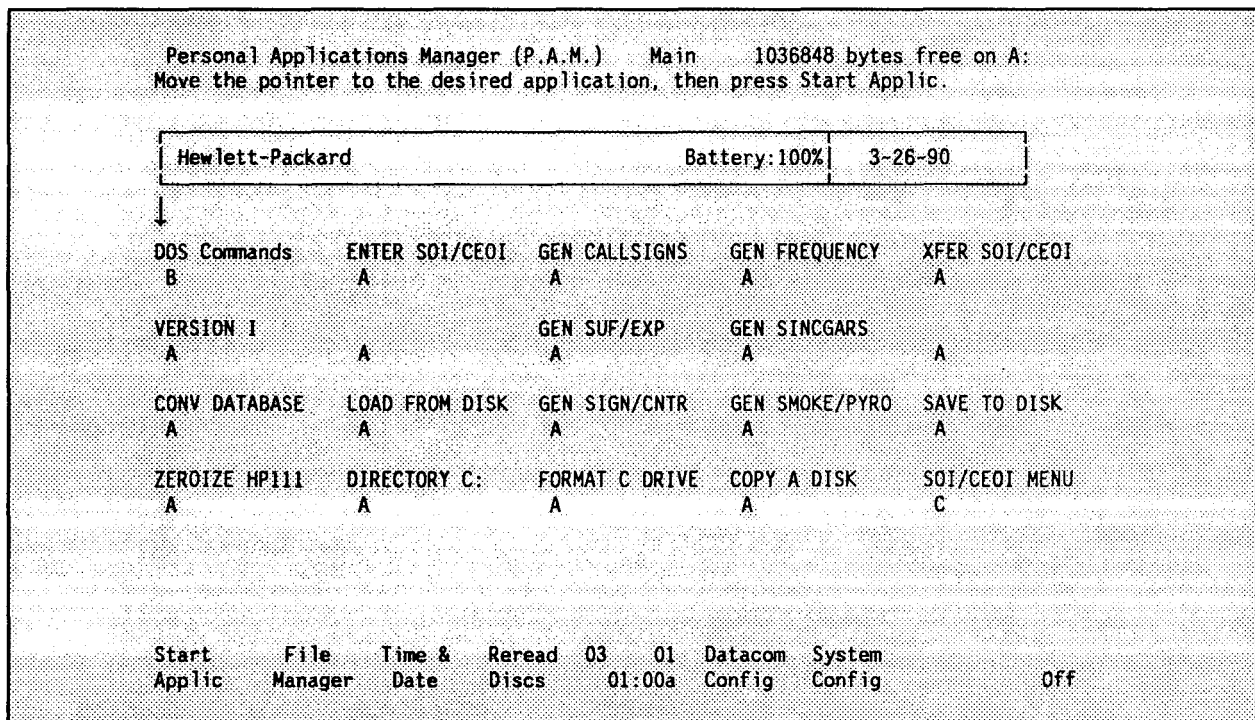 Personal Applications Manager (P.A.M.) Main 1036848 bytes free on A:
Move the pointer to the desired application, then press Start Applic.
Hewlett-Packard Battery:100% 3-26-90
DOS Commands ENTER SOI/CEOI GEN CALLSIGNS GEN FREQUENCY XFER SOI/CEOI
B A A A A
VERSION I GEN SUF/EXP GEN SINCGARS
A A A A A
CONV DATABASE LOAD FROM DISK GEN SIGN/CNTR GEN SMOKE/PYRO SAVE TO DISK
A A A A A
ZEROIZE HP111 DIRECTORY C: FORMAT C DRIVE COPY A DISK SOI/CEOI MENU
A A A A C
Start File Time & Reread 03 01 Datacom System
Applic Manager Date Discs 01:00a Config Config Off